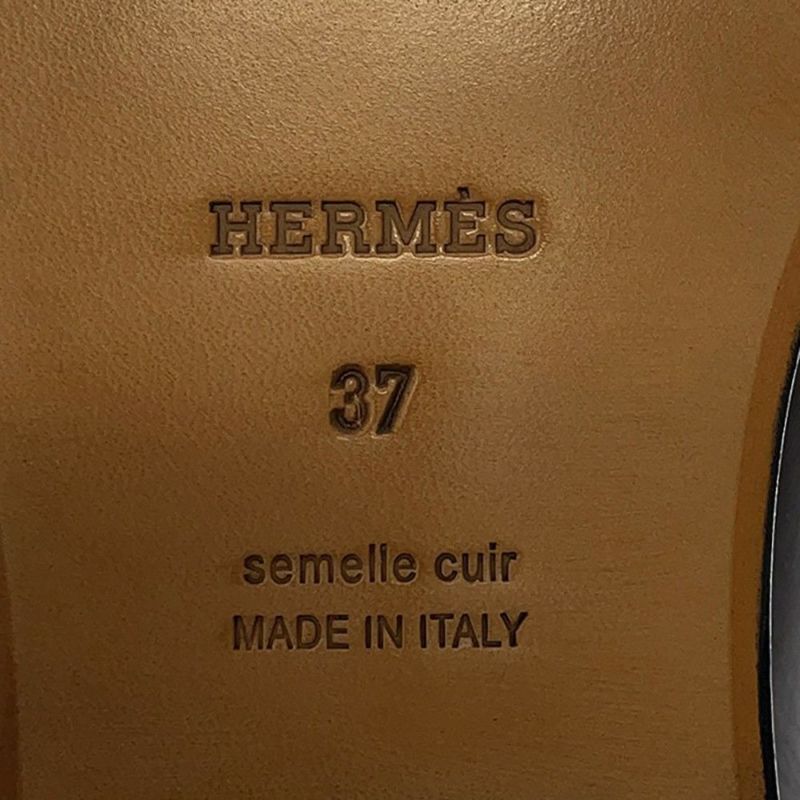 HERMÈS
37
semelle cuir
MADE IN ITALY